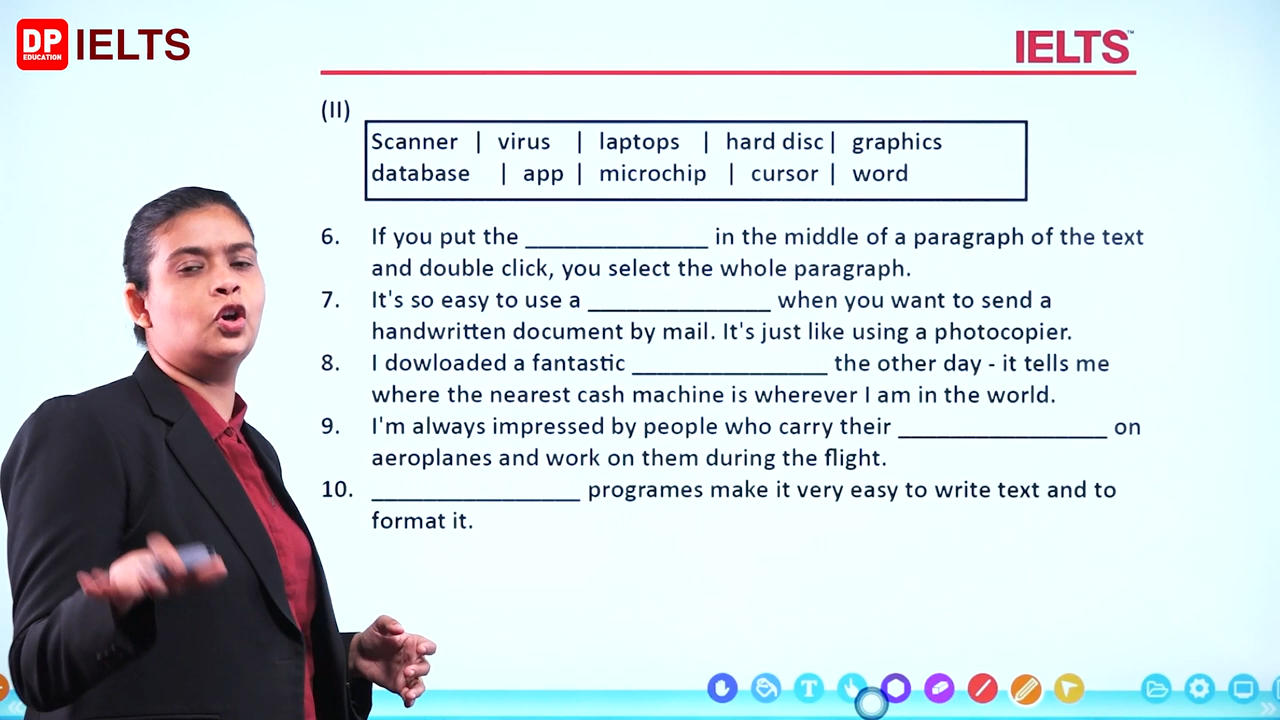 DP EDUCATION IELTS
IELTS™
(II)
Scanner | virus | laptops | hard disc | graphics
database | app | microchip | cursor | word
6. If you put the ______________ in the middle of a paragraph of the text
and double click, you select the whole paragraph.
7. It's so easy to use a ______________ when you want to send a
handwritten document by mail. It's just like using a photocopier.
8. I dowloaded a fantastic _______________ the other day - it tells me
where the nearest cash machine is wherever I am in the world.
9. I'm always impressed by people who carry their ________________ on
aeroplanes and work on them during the flight.
10. ________________ programes make it very easy to write text and to
format it.
T